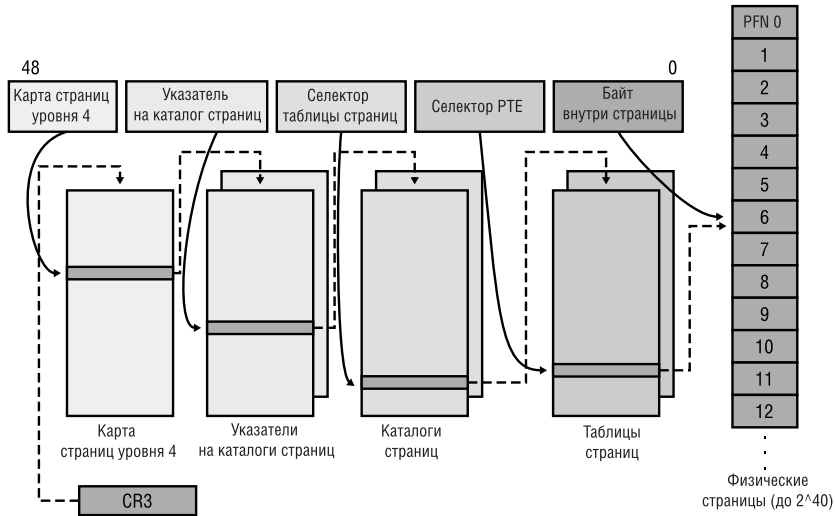 48
0
Карта страниц
уровня 4
Указатель
на каталог страниц
Селектор
таблицы страниц
Селектор PTE
Байт
внутри страницы
PFN 0
1
2
3
4
5
6
7
8
9
10
11
12
Карта
страниц уровня 4
Указатели
на каталоги страниц
Каталоги
страниц
Таблицы
страниц
Физические
страницы (до 2^40)
CR3